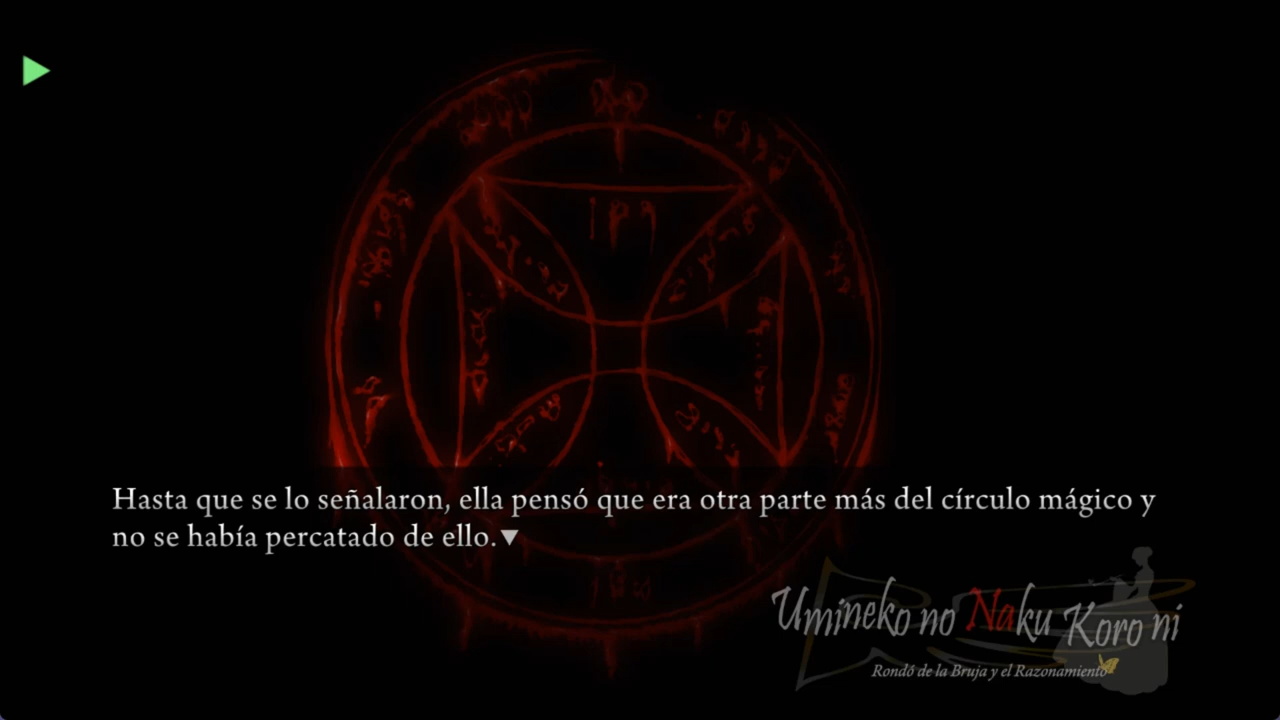 Hasta que se lo señalaron, ella pensó que era otra parte más del círculo mágico y
no se había percatado de ello.
Umineko no Naku Koro ni
Rondó de la Bruja y el Razonamiento